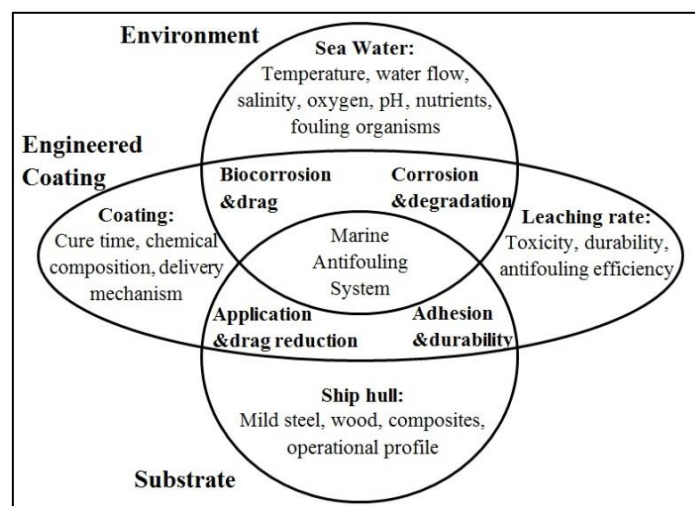 Environment
Sea Water:
Temperature, water flow,
salinity, oxygen, pH, nutrients,
fouling organisms
Engineered
Coating
Biocorrosion
&drag
Corrosion
&degradation
Coating:
Cure time, chemical
composition, delivery
mechanism
Marine
Antifouling
System
Leaching rate:
Toxicity, durability,
antifouling efficiency
Application
&drag reduction
Adhesion
&durability
Ship hull:
Mild steel, wood, composites,
operational profile
Substrate